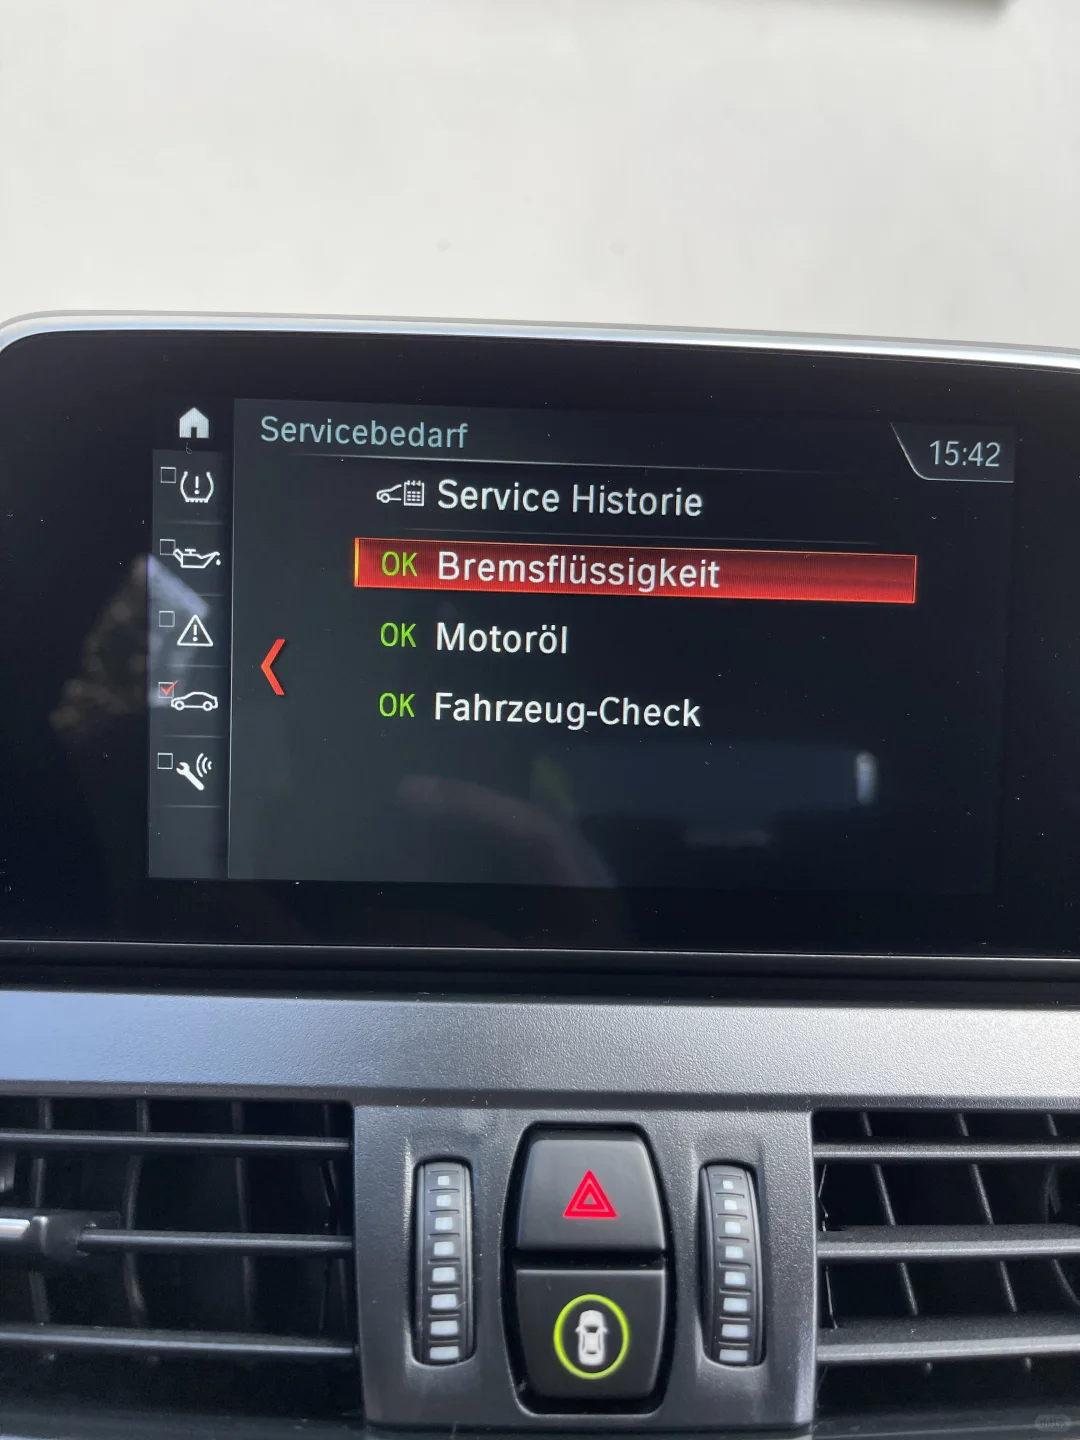 Servicebedarf
15:42
Service Historie
OK Bremsflüssigkeit
OK Motoröl
OK Fahrzeug-Check